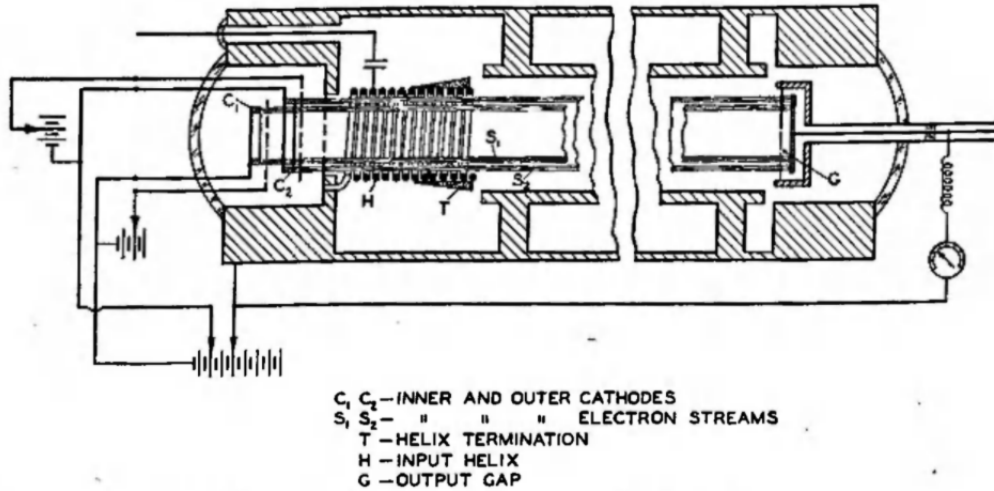 C₁
C₂
H
T
S₁
S₂
G
C₁ C₂ – INNER AND OUTER CATHODES
S₁ S₂ – " " " ELECTRON STREAMS
T – HELIX TERMINATION
H – INPUT HELIX
G – OUTPUT GAP